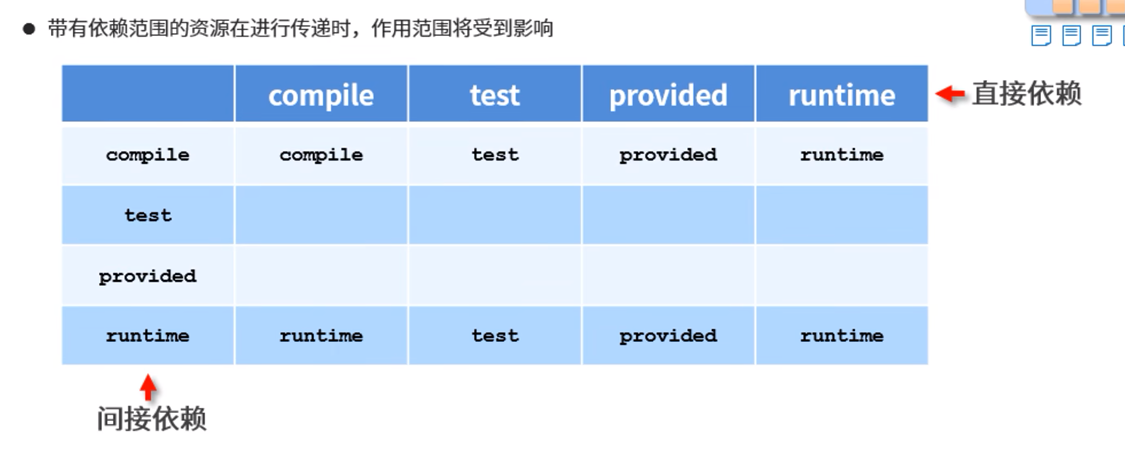 ● 带有依赖范围的资源在进行传递时，作用范围将受到影响
compile test provided runtime 直接依赖
compile compile test provided runtime
test
provided
runtime runtime test provided runtime
间接依赖